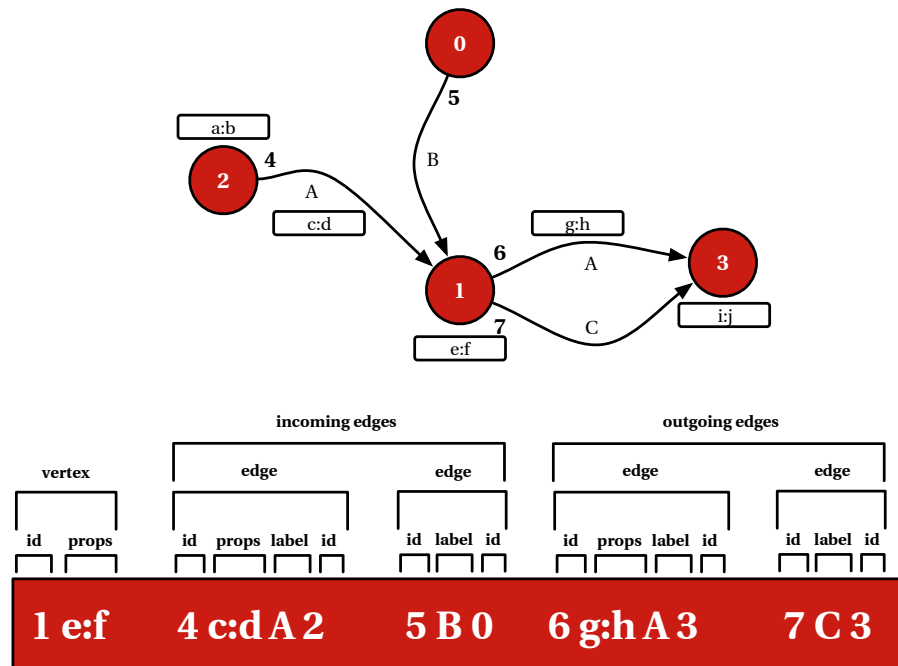 0
5
a:b
4
2
B
A
c:d
g:h
6
A
3
1
i:j
7
C
e:f
incoming edges outgoing edges
vertex edge edge edge edge
id props id props label id id label id id props label id id label id
1 e:f 4 c:d A 2 5 B 0 6 g:h A 3 7 C 3